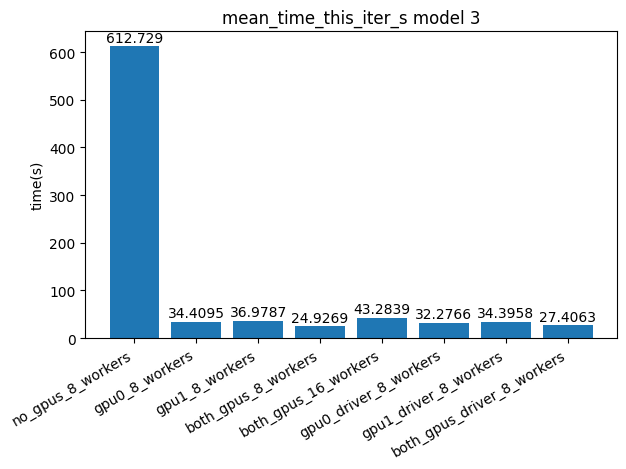 mean_time_this_iter_s model 3
time(s)
600
500
400
300
200
100
0
612.729
34.4095
36.9787
24.9269
43.2839
32.2766
34.3958
27.4063
no_gpus_8_workers
gpu0_8_workers
gpu1_8_workers
both_gpus_8_workers
both_gpus_16_workers
gpu0_driver_8_workers
gpu1_driver_8_workers
both_gpus_driver_8_workers